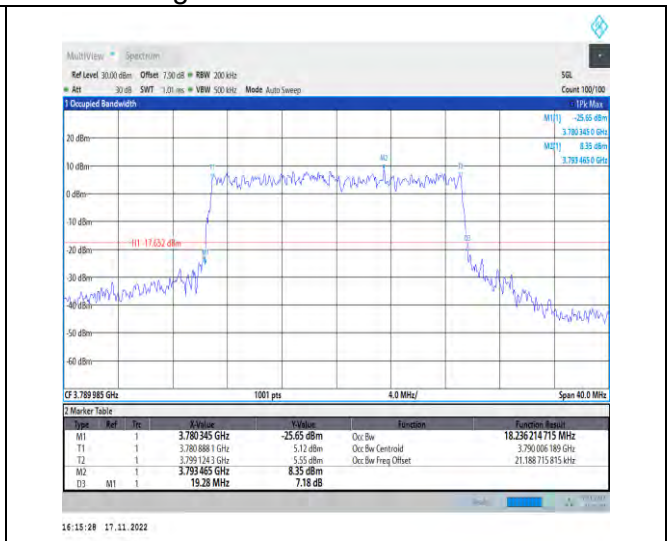 MultiView Spectrum
Ref Level 30.00 dBm Offset 7.90 dB RBW 200 kHz SGL
Att 30 dB SWT 1.01 ms VBW 500 kHz Mode Auto Sweep Count 100/100
1 Occupied Bandwidth 1Pk Max
M1[1] -25.65 dBm
3.780 345 0 GHz
M2[1] 8.35 dBm
3.793 465 0 GHz
20 dBm
10 dBm
0 dBm
-10 dBm
-20 dBm
-30 dBm
-40 dBm
-50 dBm
-60 dBm
T1
M2
T2
H1 -17.652 dBm
M1
D3
CF 3.789 985 GHz 1001 pts 4.0 MHz/ Span 40.0 MHz
2 Marker Table
Type Ref Trc X-Value Y-Value Function Function Result
M1 1 3.780345 GHz -25.65 dBm Occ Bw 18.236 214 715 MHz
T1 1 3.780 888 1 GHz 5.12 dBm Occ Bw Centroid 3.790 006 189 GHz
T2 1 3.799 124 3 GHz 5.55 dBm Occ Bw Freq Offset 21.188 715 815 kHz
M2 1 3.793 465 GHz 8.35 dBm
D3 M1 1 19.28 MHz 7.18 dB
16:15:28 17.11.2022